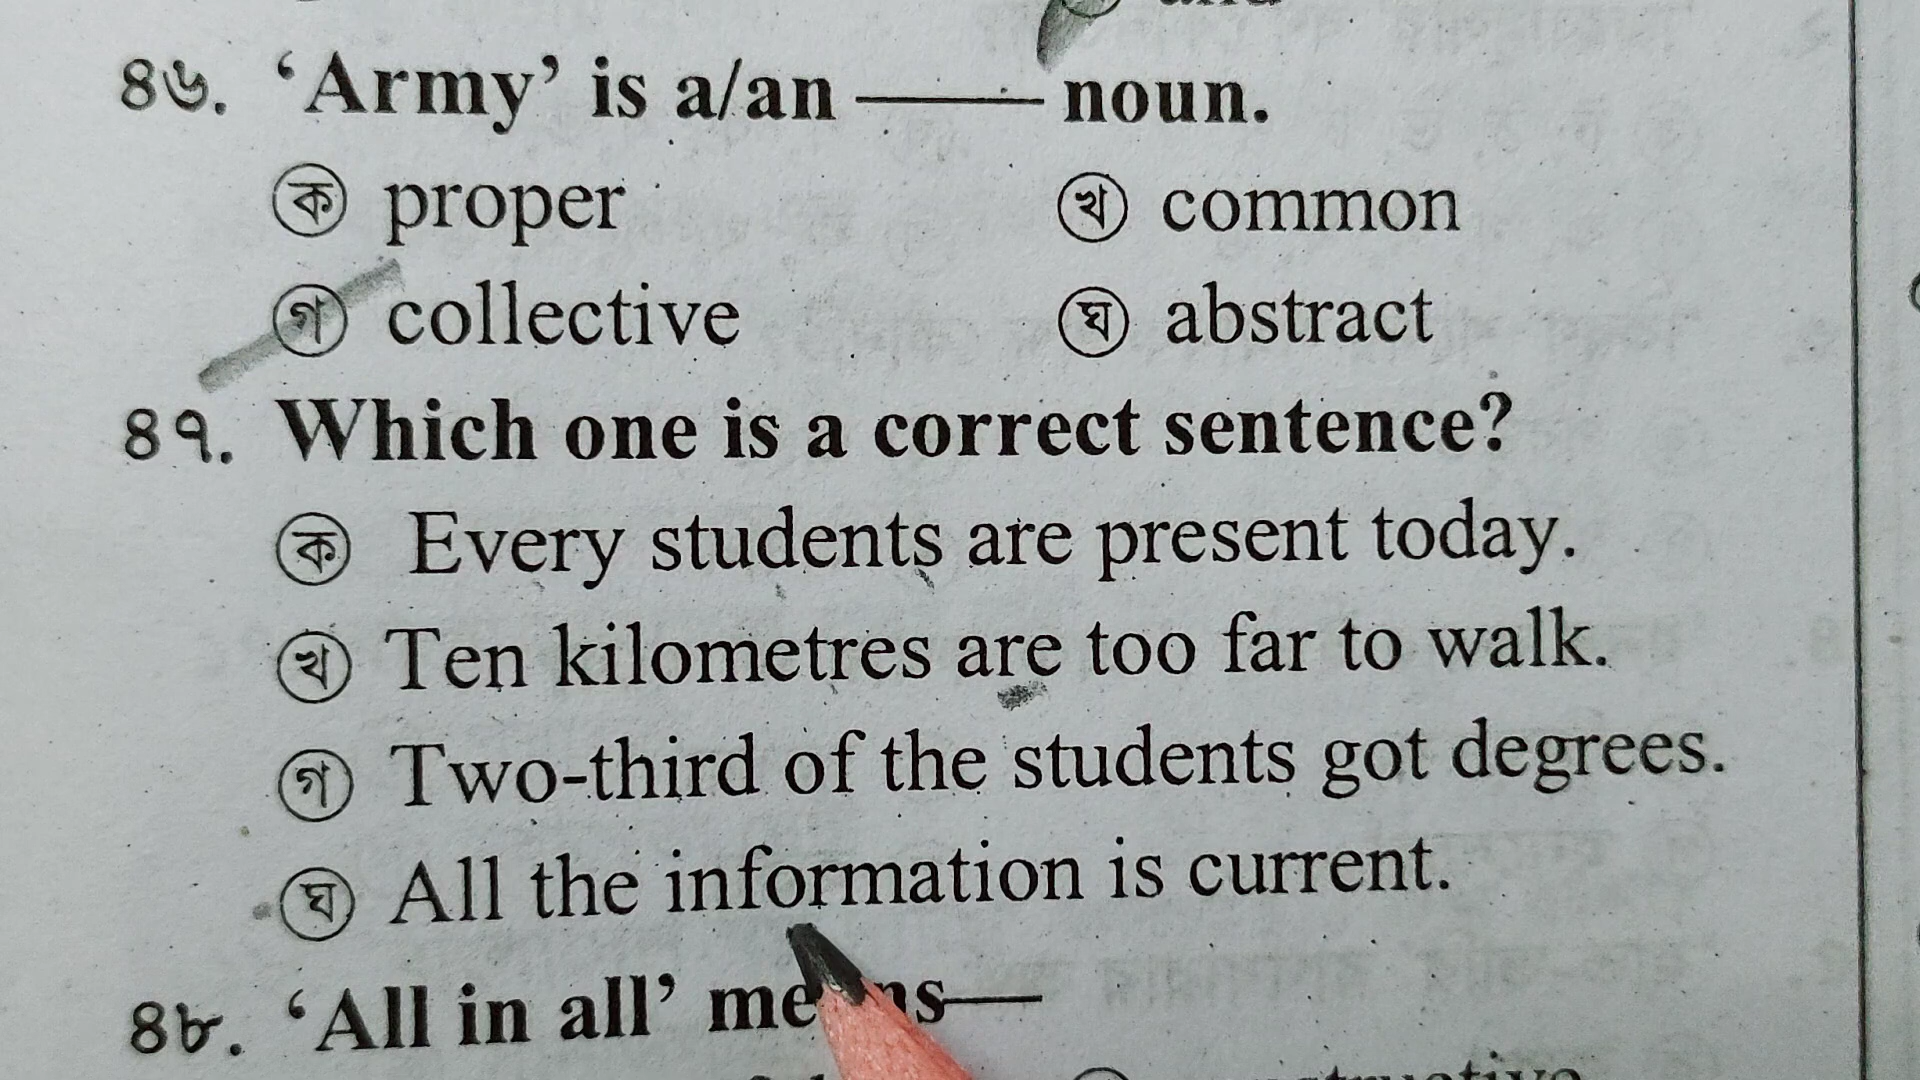 and
৪৬. ‘Army’ is a/an —— noun.
ক proper খ common
গ collective ঘ abstract
৪৭. Which one is a correct sentence?
ক Every students are present today.
খ Ten kilometres are too far to walk.
গ Two-third of the students got degrees.
ঘ All the information is current.
৪৮. ‘All in all’